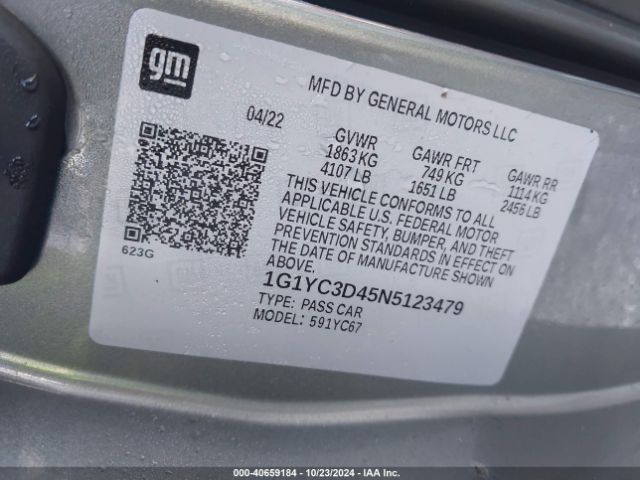 gm
MFD BY GENERAL MOTORS LLC
04/22
GVWR
1863 KG
4107 LB
GAWR FRT
749 KG
1651 LB
GAWR RR
1114 KG
2456 LB
THIS VEHICLE CONFORMS TO ALL
APPLICABLE U.S. FEDERAL MOTOR
VEHICLE SAFETY, BUMPER, AND THEFT
PREVENTION STANDARDS IN EFFECT ON
THE DATE OF MANUFACTURE SHOWN
ABOVE.
623G
1G1YC3D45N5123479
TYPE: PASS CAR
MODEL: 591YC67
000-40659184 - 10/23/2024 - IAA Inc.